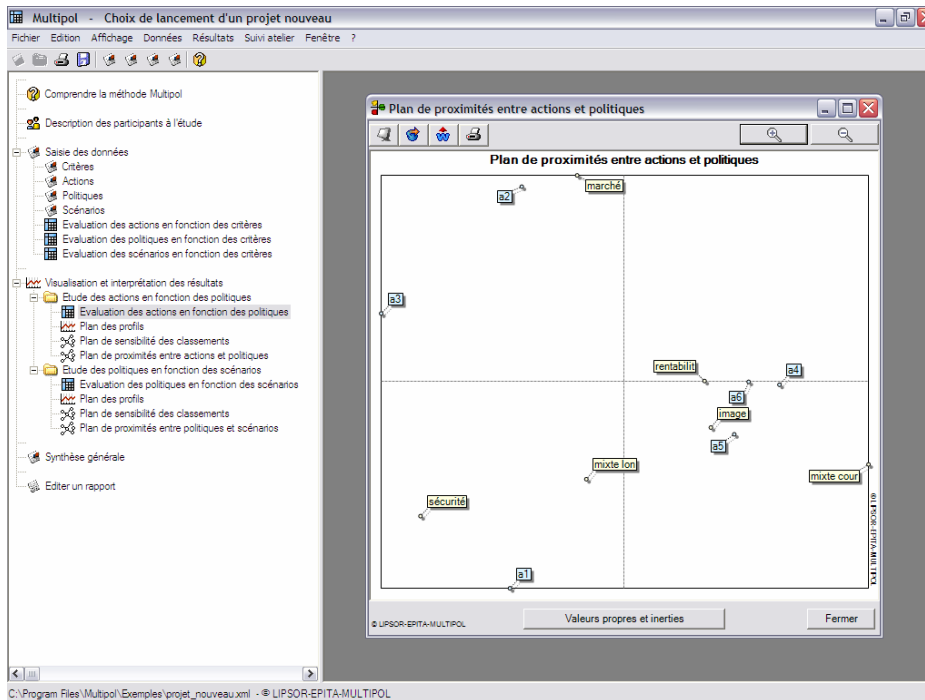 Multipol - Choix de lancement d'un projet nouveau
Fichier Edition Affichage Données Résultats Suivi atelier Fenêtre ?
Comprendre la méthode Multipol
Description des participants à l'étude
Saisie des données
Critères
Actions
Politiques
Scénarios
Evaluation des actions en fonction des critères
Evaluation des politiques en fonction des critères
Evaluation des scénarios en fonction des critères
Visualisation et interprétation des résultats
Etude des actions en fonction des politiques
Evaluation des actions en fonction des politiques
Plan des profils
Plan de sensibilité des classements
Plan de proximités entre actions et politiques
Etude des politiques en fonction des scénarios
Evaluation des politiques en fonction des scénarios
Plan des profils
Plan de sensibilité des classements
Plan de proximités entre politiques et scénarios
Synthèse générale
Editer un rapport
Plan de proximités entre actions et politiques
Plan de proximités entre actions et politiques
marché
a2
a3
rentabilit
a4
a6
image
a5
mixte lon
mixte cour
sécurité
a1
© LIPSOR-EPITA-MULTIPOL
© LIPSOR-EPITA-MULTIPOL
Valeurs propres et inerties
Fermer
C:\Program Files\Multipol\Exemples\projet_nouveau.xml - © LIPSOR-EPITA-MULTIPOL